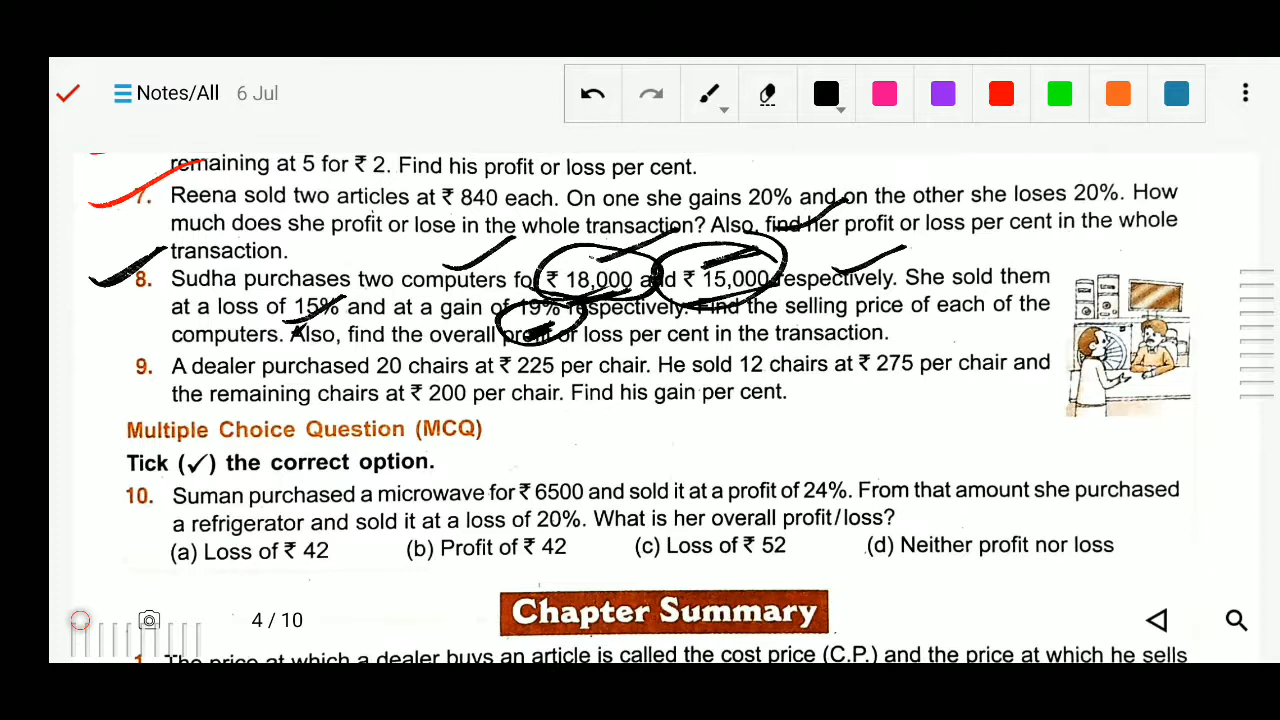 Notes/All 6 Jul
remaining at 5 for ₹ 2. Find his profit or loss per cent.
7. Reena sold two articles at ₹ 840 each. On one she gains 20% and on the other she loses 20%. How
much does she profit or lose in the whole transaction? Also, find her profit or loss per cent in the whole
transaction.
8. Sudha purchases two computers for ₹ 18,000 and ₹ 15,000 respectively. She sold them
at a loss of 15% and at a gain of 19% respectively. Find the selling price of each of the
computers. Also, find the overall profit or loss per cent in the transaction.
9. A dealer purchased 20 chairs at ₹ 225 per chair. He sold 12 chairs at ₹ 275 per chair and
the remaining chairs at ₹ 200 per chair. Find his gain per cent.
Multiple Choice Question (MCQ)
Tick (✓) the correct option.
10. Suman purchased a microwave for ₹ 6500 and sold it at a profit of 24%. From that amount she purchased
a refrigerator and sold it at a loss of 20%. What is her overall profit/loss?
(a) Loss of ₹ 42 (b) Profit of ₹ 42 (c) Loss of ₹ 52 (d) Neither profit nor loss
4 / 10
Chapter Summary
1. The price at which a dealer buys an article is called the cost price (C.P.) and the price at which he sells